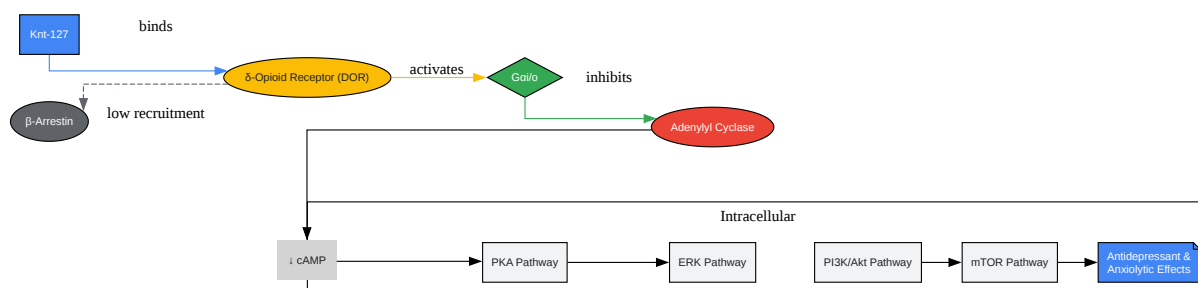 Knt-127
binds
δ-Opioid Receptor (DOR)
activates
Gαi/o
inhibits
β-Arrestin
low recruitment
Adenylyl Cyclase
Intracellular
↓ cAMP
PKA Pathway
ERK Pathway
PI3K/Akt Pathway
mTOR Pathway
Antidepressant &
Anxiolytic Effects